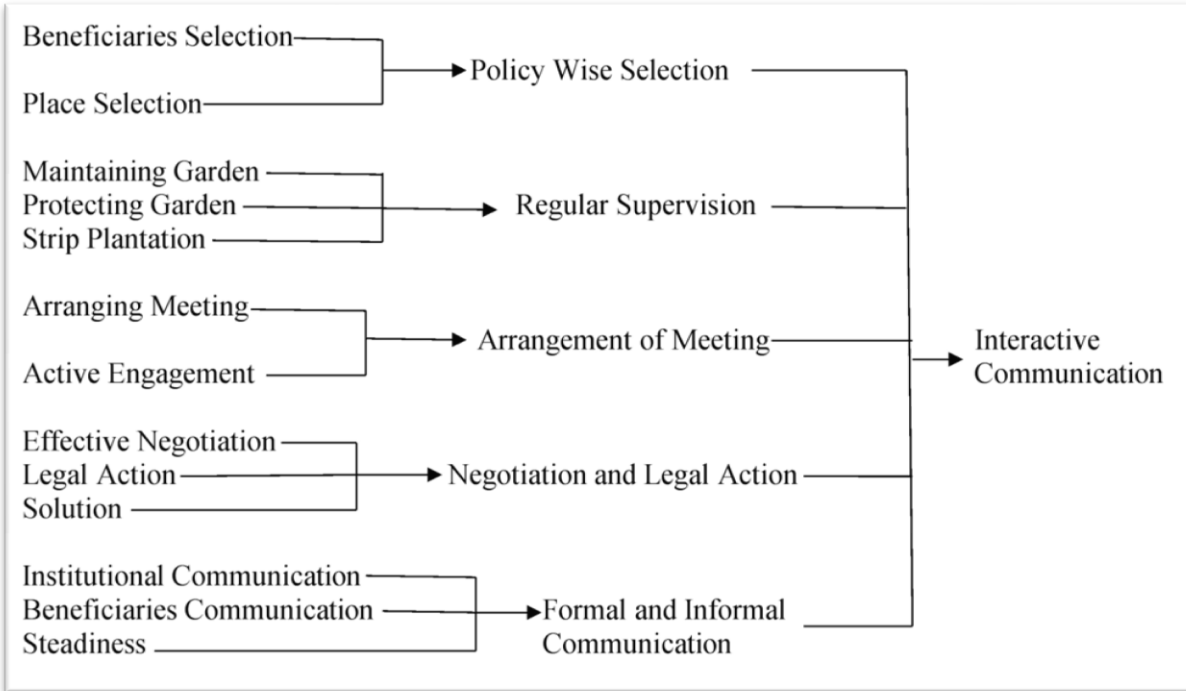 Beneficiaries Selection
Policy Wise Selection
Place Selection
Maintaining Garden
Protecting Garden
Regular Supervision
Strip Plantation
Arranging Meeting
Arrangement of Meeting
Active Engagement
Interactive
Communication
Effective Negotiation
Legal Action
Negotiation and Legal Action
Solution
Institutional Communication
Beneficiaries Communication
Steadiness
Formal and Informal
Communication